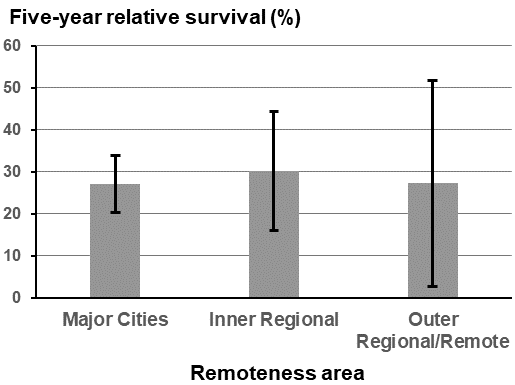 Five-year relative survival (%)
60
50
40
30
20
10
0
Major Cities
Inner Regional
Outer
Regional/Remote
Remoteness area